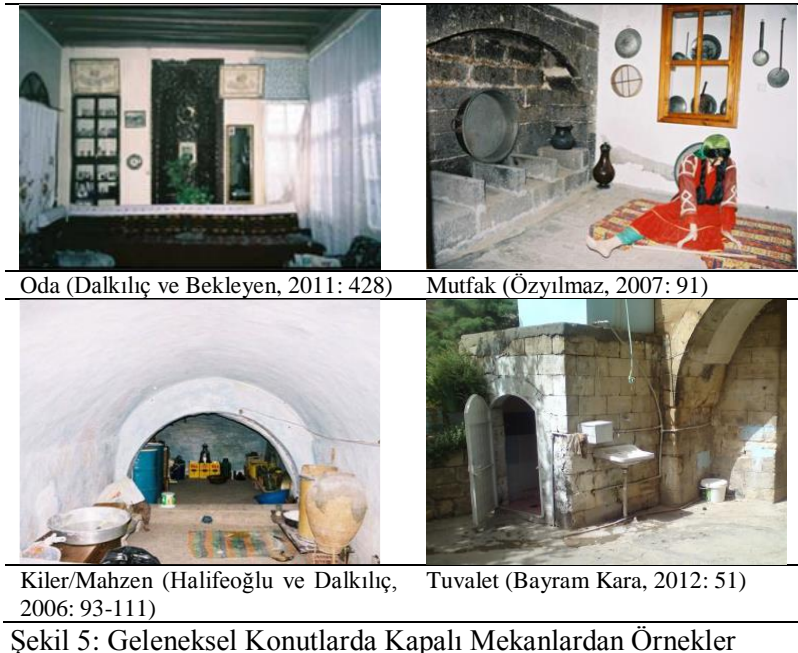 Oda (Dalkılıç ve Bekleyen, 2011: 428)
Mutfak (Özyılmaz, 2007: 91)
Kiler/Mahzen (Halifeoğlu ve Dalkılıç,
2006: 93-111)
Tuvalet (Bayram Kara, 2012: 51)
Şekil 5: Geleneksel Konutlarda Kapalı Mekanlardan Örnekler